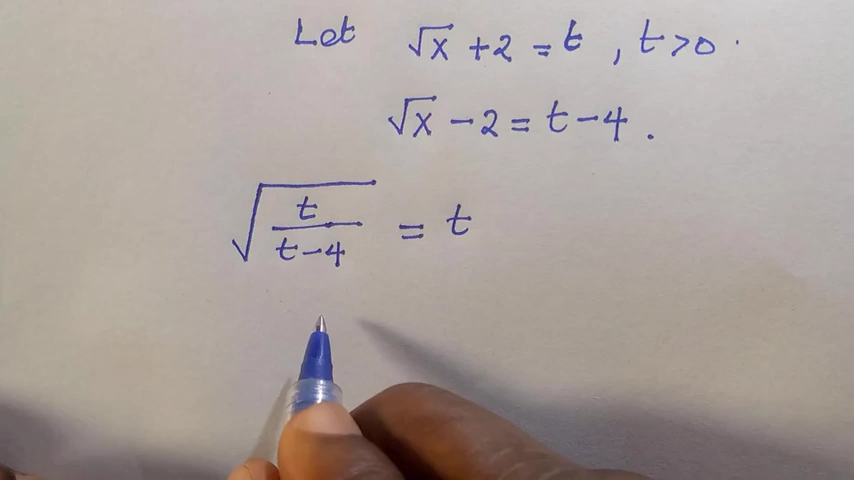 Let √x + 2 = t , t > 0 .
√x − 2 = t − 4 .
√(t/(t−4)) = t